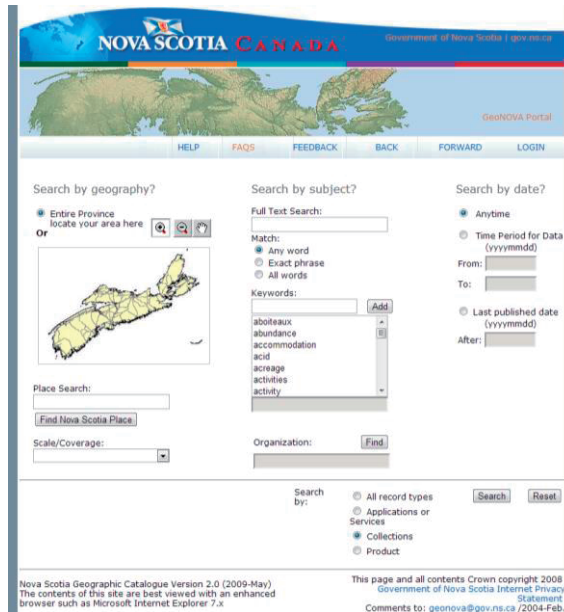 NOVA SCOTIA CANADA
Government of Nova Scotia | gov.ns.ca
GeoNOVA Portal
HELP FAQS FEEDBACK BACK FORWARD LOGIN
Search by geography?
Entire Province
locate your area here
Or
Place Search:
Find Nova Scotia Place
Scale/Coverage:
Search by subject?
Full Text Search:
Match:
Any word
Exact phrase
All words
Keywords:
Add
aboiteaux
abundance
accommodation
acid
acreage
activities
activity
Organization:
Find
Search by date?
Anytime
Time Period for Data
(yyyymmdd)
From:
To:
Last published date
(yyyymmdd)
After:
Search
by:
All record types
Applications or
Services
Collections
Product
Search
Reset
Nova Scotia Geographic Catalogue Version 2.0 (2009-May)
The contents of this site are best viewed with an enhanced
browser such as Microsoft Internet Explorer 7.x
This page and all contents Crown copyright 2008
Government of Nova Scotia Internet Privacy
Statement
Comments to: geonova@gov.ns.ca /2004-Feb.